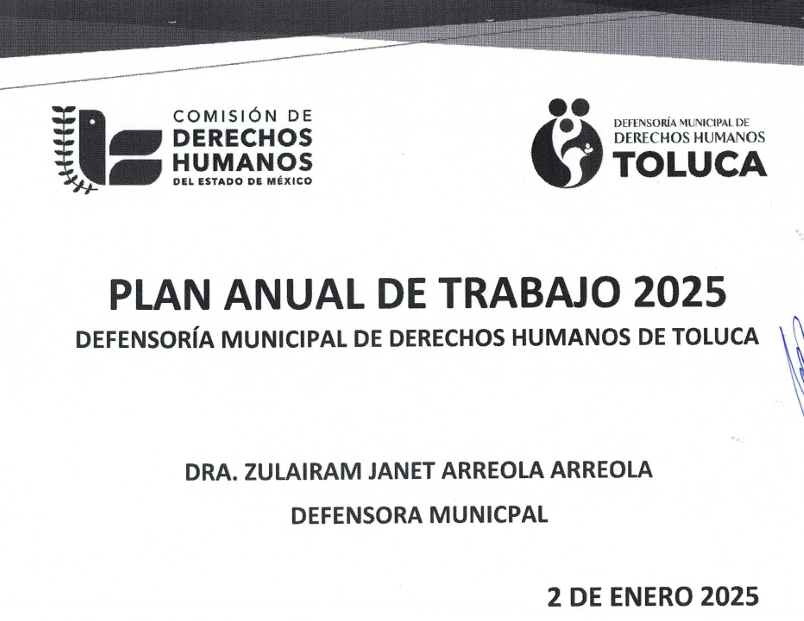 COMISIÓN DE
DERECHOS
HUMANOS
DEL ESTADO DE MÉXICO
DEFENSORÍA MUNICIPAL DE
DERECHOS HUMANOS
TOLUCA
PLAN ANUAL DE TRABAJO 2025
DEFENSORÍA MUNICIPAL DE DERECHOS HUMANOS DE TOLUCA
DRA. ZULAIRAM JANET ARREOLA ARREOLA
DEFENSORA MUNICPAL
2 DE ENERO 2025